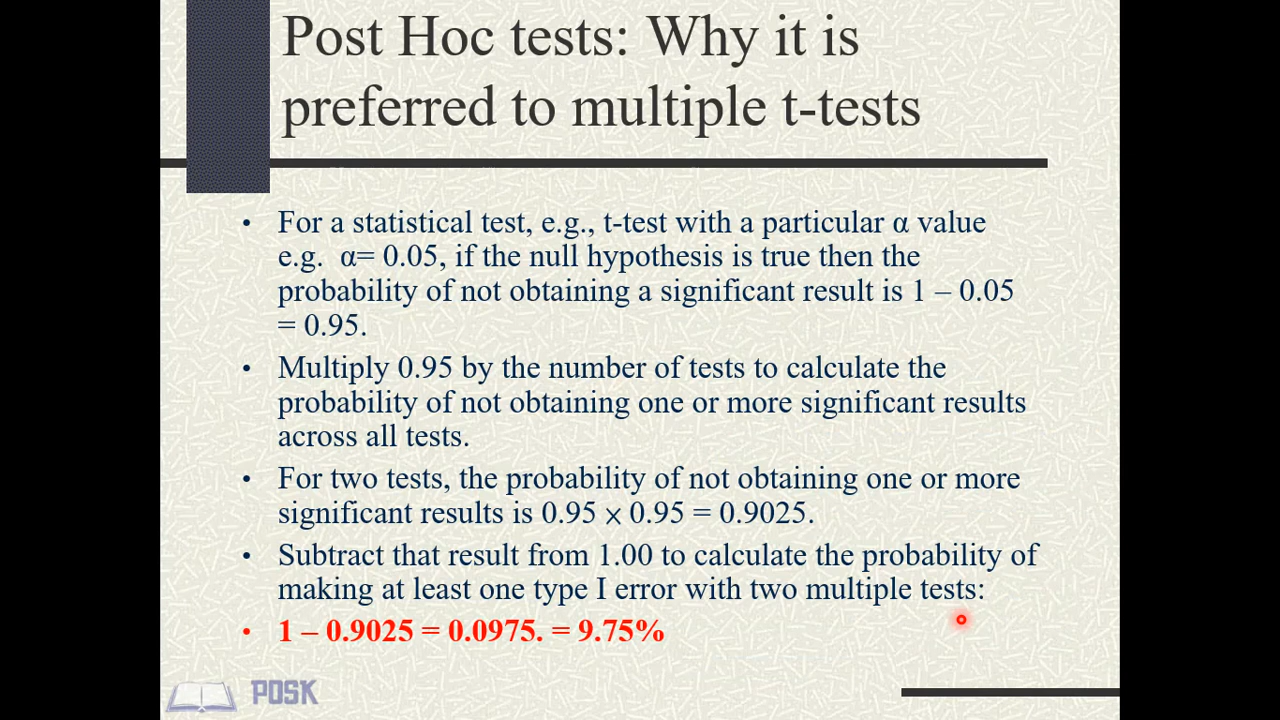 Post Hoc tests: Why it is
preferred to multiple t-tests
• For a statistical test, e.g., t-test with a particular α value
e.g. α= 0.05, if the null hypothesis is true then the
probability of not obtaining a significant result is 1 – 0.05
= 0.95.
• Multiply 0.95 by the number of tests to calculate the
probability of not obtaining one or more significant results
across all tests.
• For two tests, the probability of not obtaining one or more
significant results is 0.95 × 0.95 = 0.9025.
• Subtract that result from 1.00 to calculate the probability of
making at least one type I error with two multiple tests:
• 1 – 0.9025 = 0.0975. = 9.75%
POSK